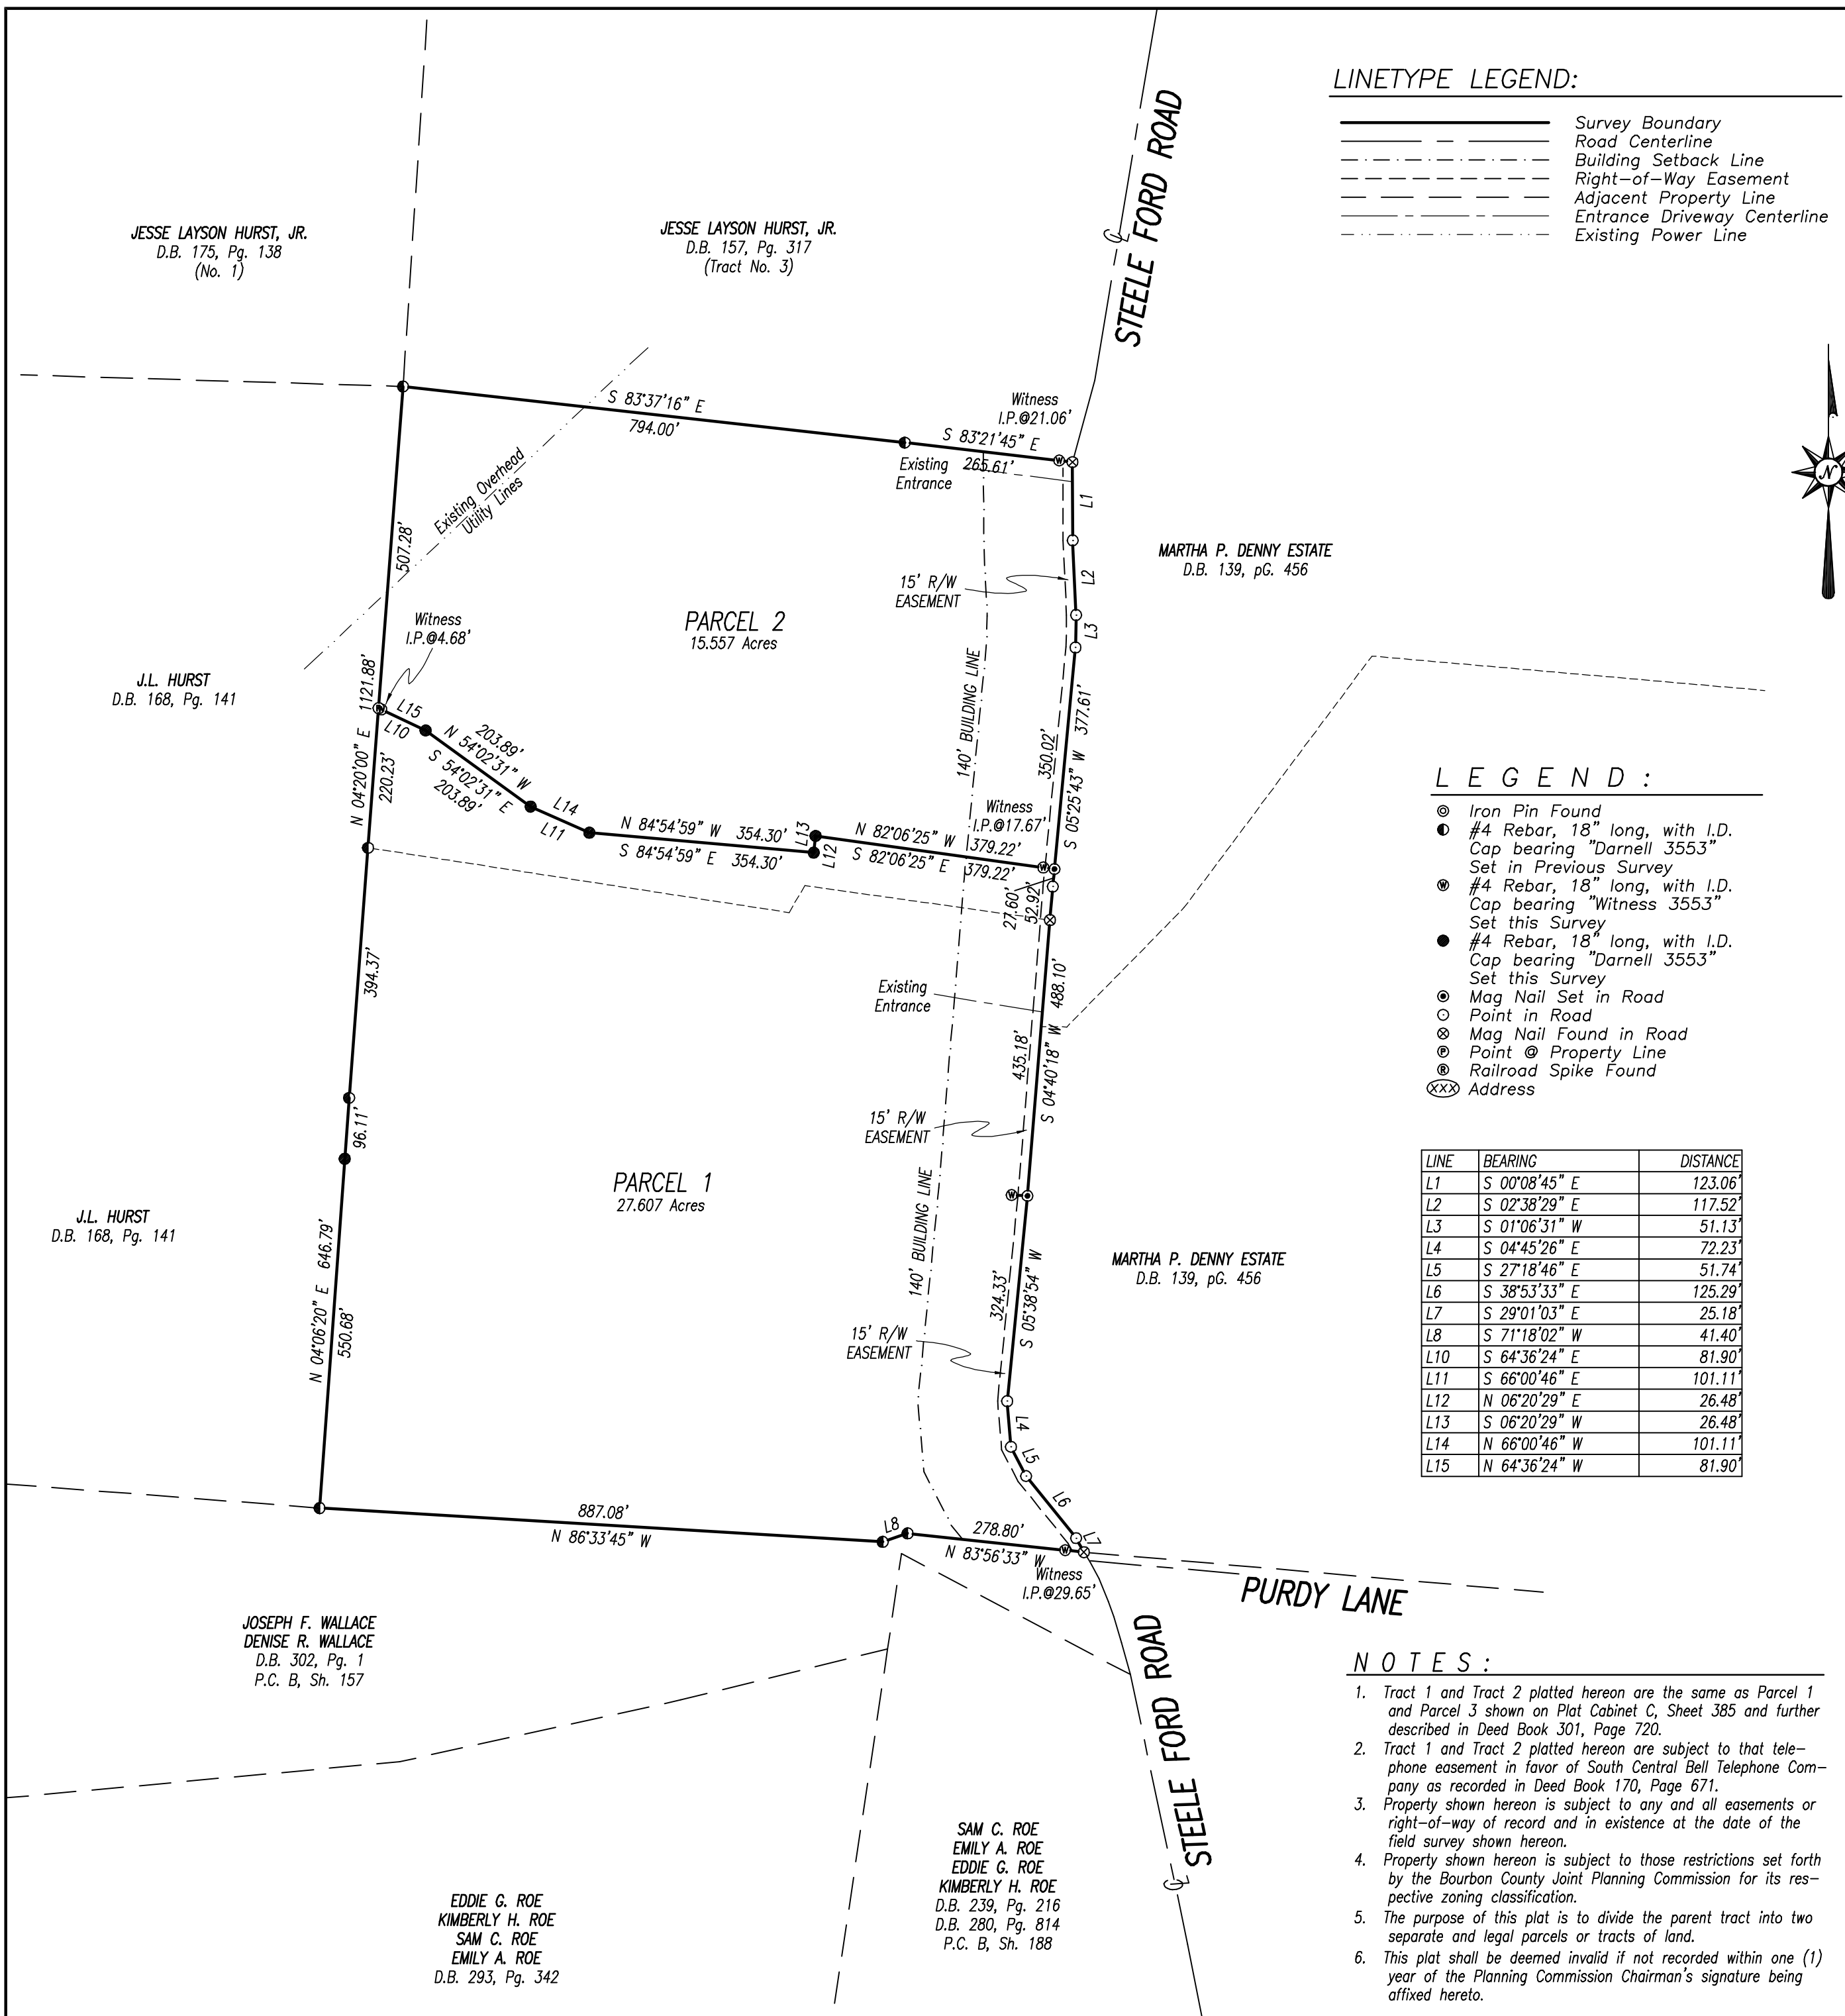 LINETYPE LEGEND:
Survey Boundary
Road Centerline
Building Setback Line
Right-of-Way Easement
Adjacent Property Line
Entrance Driveway Centerline
Existing Power Line
STEELE FORD ROAD
CL
JESSE LAYSON HURST, JR.
D.B. 175, Pg. 138
(No. 1)
JESSE LAYSON HURST, JR.
D.B. 157, Pg. 317
(Tract No. 3)
S 83°37'16" E
794.00'
Witness
I.P.@21.06'
S 83°21'45" E
265.61'
Existing
Entrance
N
Existing Overhead
Utility Lines
507.28'
L1
L2
L3
15' R/W
EASEMENT
MARTHA P. DENNY ESTATE
D.B. 139, pG. 456
PARCEL 2
15.557 Acres
Witness
I.P.@4.68'
J.L. HURST
D.B. 168, Pg. 141
N 04°20'00" E 1121.88'
220.23'
L15
L10
203.89'
N 54°02'31" W
S 54°02'31" E
203.89'
L14
L11
N 84°54'59" W 354.30'
S 84°54'59" E 354.30'
L13
L12
140' BUILDING LINE
350.02'
S 05°25'43" W 377.61'
Witness
I.P.@17.67'
N 82°06'25" W 379.22'
S 82°06'25" E 379.22'
27.60'
52.92'
394.37'
Existing
Entrance
488.10'
435.18'
S 04°40'18" W
96.11'
15' R/W
EASEMENT
PARCEL 1
27.607 Acres
140' BUILDING LINE
J.L. HURST
D.B. 168, Pg. 141
N 04°06'20" E 646.79'
550.68'
MARTHA P. DENNY ESTATE
D.B. 139, pG. 456
324.33'
S 05°38'54" W
15' R/W
EASEMENT
L4
L5
L6
L7
887.08'
N 86°33'45" W
L8
278.80'
N 83°56'33" W
Witness
I.P.@29.65'
PURDY LANE
STEELE FORD ROAD
CL
JOSEPH F. WALLACE
DENISE R. WALLACE
D.B. 302, Pg. 1
P.C. B, Sh. 157
EDDIE G. ROE
KIMBERLY H. ROE
SAM C. ROE
EMILY A. ROE
D.B. 293, Pg. 342
SAM C. ROE
EMILY A. ROE
EDDIE G. ROE
KIMBERLY H. ROE
D.B. 239, Pg. 216
D.B. 280, Pg. 814
P.C. B, Sh. 188
LEGEND:
Iron Pin Found
#4 Rebar, 18" long, with I.D.
Cap bearing "Darnell 3553"
Set in Previous Survey
W #4 Rebar, 18" long, with I.D.
Cap bearing "Witness 3553"
Set this Survey
#4 Rebar, 18" long, with I.D.
Cap bearing "Darnell 3553"
Set this Survey
Mag Nail Set in Road
Point in Road
Mag Nail Found in Road
P Point @ Property Line
R Railroad Spike Found
XXX Address
LINE BEARING DISTANCE
L1 S 00°08'45" E 123.06'
L2 S 02°38'29" E 117.52'
L3 S 01°06'31" W 51.13'
L4 S 04°45'26" E 72.23'
L5 S 27°18'46" E 51.74'
L6 S 38°53'33" E 125.29'
L7 S 29°01'03" E 25.18'
L8 S 71°18'02" W 41.40'
L10 S 64°36'24" E 81.90'
L11 S 66°00'46" E 101.11'
L12 N 06°20'29" E 26.48'
L13 S 06°20'29" W 26.48'
L14 N 66°00'46" W 101.11'
L15 N 64°36'24" W 81.90'
NOTES:
1. Tract 1 and Tract 2 platted hereon are the same as Parcel 1
and Parcel 3 shown on Plat Cabinet C, Sheet 385 and further
described in Deed Book 301, Page 720.
2. Tract 1 and Tract 2 platted hereon are subject to that tele-
phone easement in favor of South Central Bell Telephone Com-
pany as recorded in Deed Book 170, Page 671.
3. Property shown hereon is subject to any and all easements or
right-of-way of record and in existence at the date of the
field survey shown hereon.
4. Property shown hereon is subject to those restrictions set forth
by the Bourbon County Joint Planning Commission for its res-
pective zoning classification.
5. The purpose of this plat is to divide the parent tract into two
separate and legal parcels or tracts of land.
6. This plat shall be deemed invalid if not recorded within one (1)
year of the Planning Commission Chairman's signature being
affixed hereto.